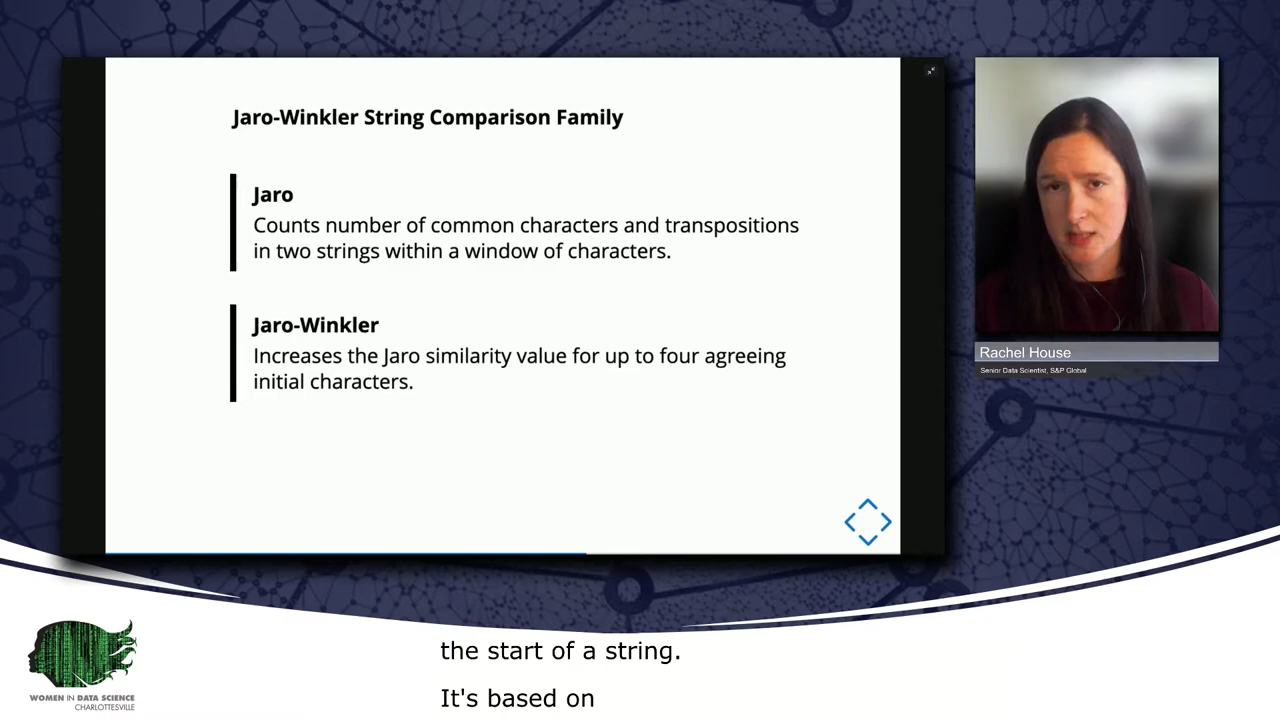 Jaro-Winkler String Comparison Family
Jaro
Counts number of common characters and transpositions
in two strings within a window of characters.
Jaro-Winkler
Increases the Jaro similarity value for up to four agreeing
initial characters.
Rachel House
Senior Data Scientist, S&P Global
the start of a string.
It's based on
WOMEN IN DATA SCIENCE
CHARLOTTESVILLE